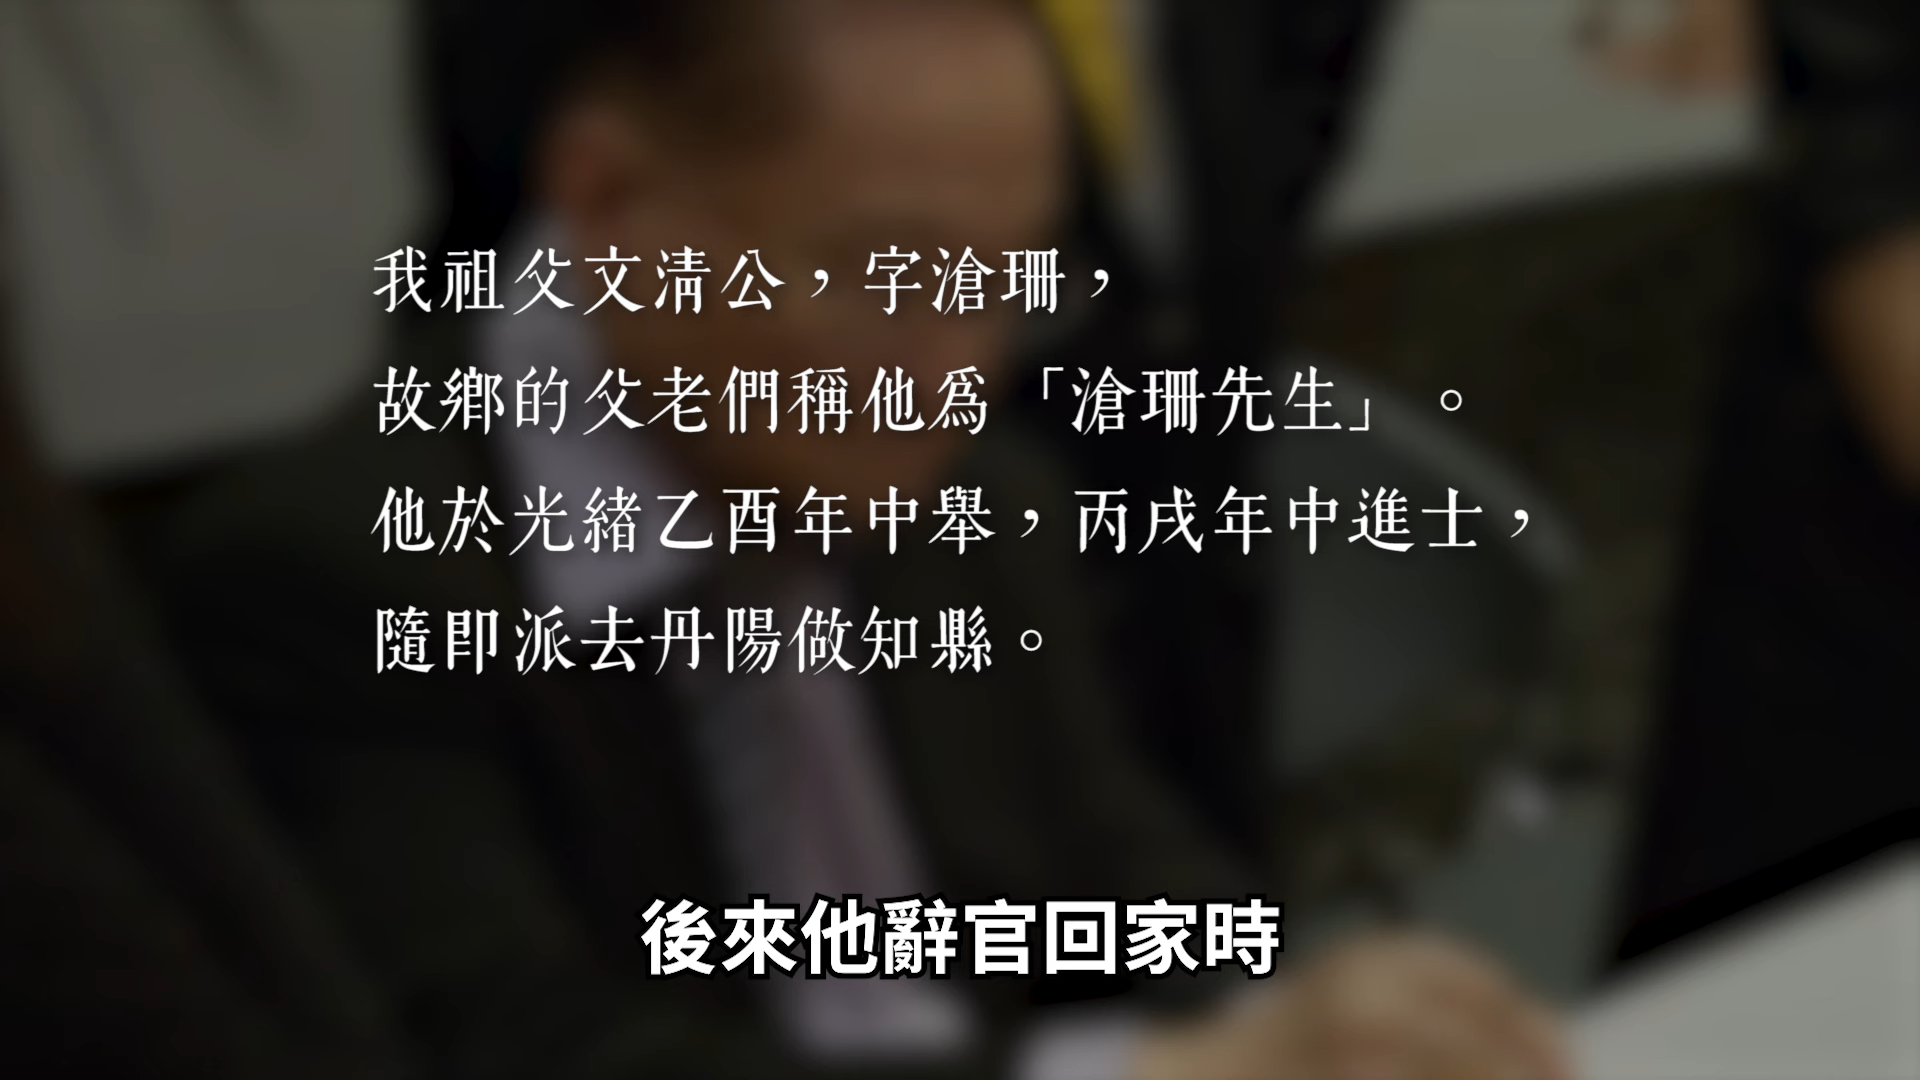 我祖父文清公，字滄珊，
故鄉的父老們稱他爲「滄珊先生」。
他於光緒乙酉年中舉，丙戌年中進士，
隨即派去丹陽做知縣。
後來他辭官回家時